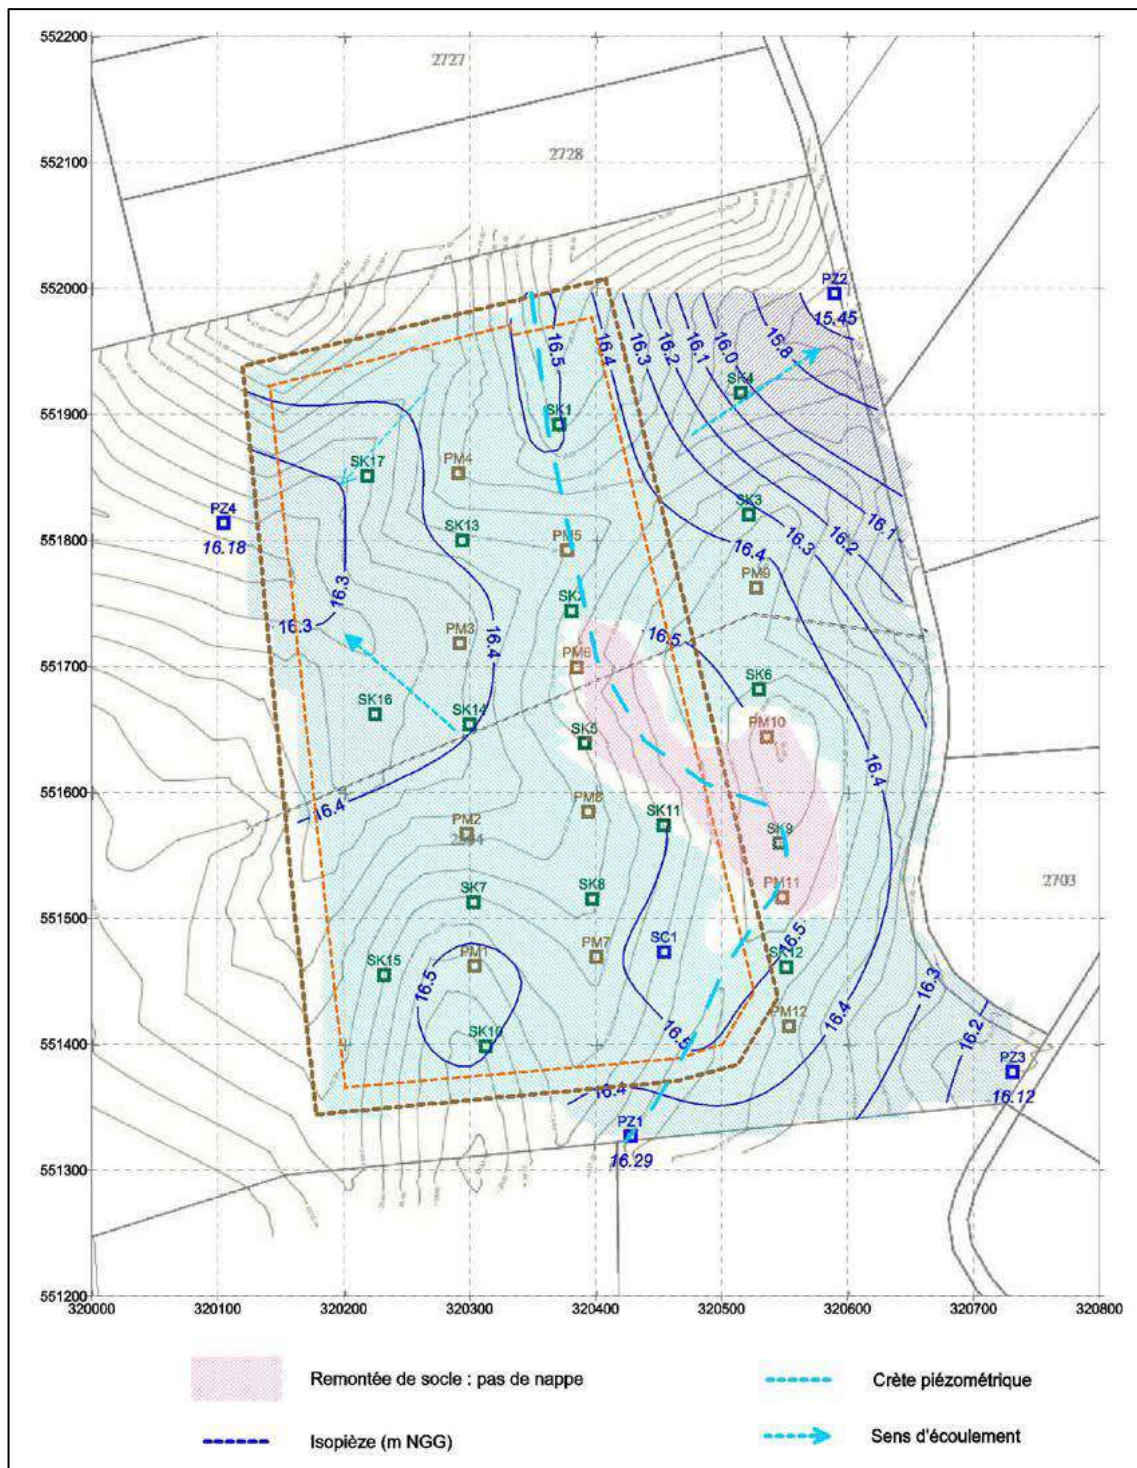 552200
2727
552100
2728
552000
PZ2
15.45
16.5
16.4
16.3
16.2
16.1
16.0
15.8
SK4
551900
SK1
SK17
PM4
SK3
PZ4
16.18
SK13
PM5
551800
16.4
16.3
16.2
16.1
PM9
16.3
SK2
16.3
PM3
16.4
16.5
551700
PM6
SK6
SK16
SK14
PM10
SK5
16.4
551600
16.4
PM8
SK11
PM2
SK9
2703
SK7
SK8
PM11
551500
SC1
16.5
SK12
PM7
PM1
SK15
16.5
16.3
16.4
16.2
PM12
SK10
16.5
551400
PZ3
16.12
16.4
PZ1
16.29
551300
551200
320000 320100 320200 320300 320400 320500 320600 320700 320800
Remontée de socle : pas de nappe
Crète piézométrique
Isopièze (m NGG)
Sens d'écoulement